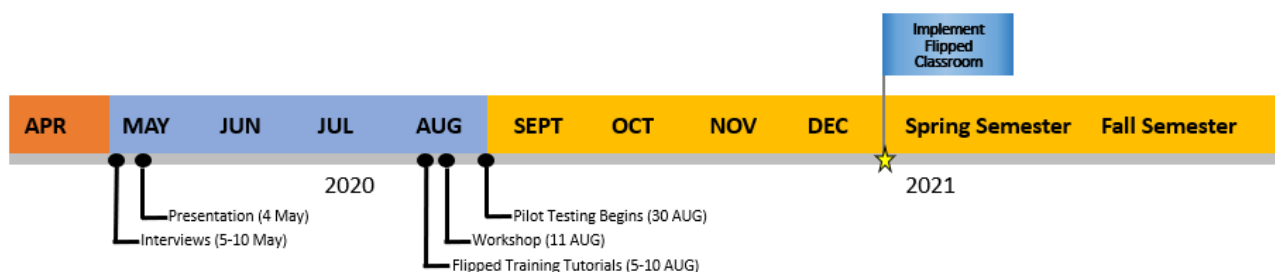 Implement
Flipped
Classroom
APR MAY JUN JUL AUG SEPT OCT NOV DEC Spring Semester Fall Semester
2020 2021
Presentation (4 May) Pilot Testing Begins (30 AUG)
Interviews (5-10 May) Workshop (11 AUG)
Flipped Training Tutorials (5-10 AUG)